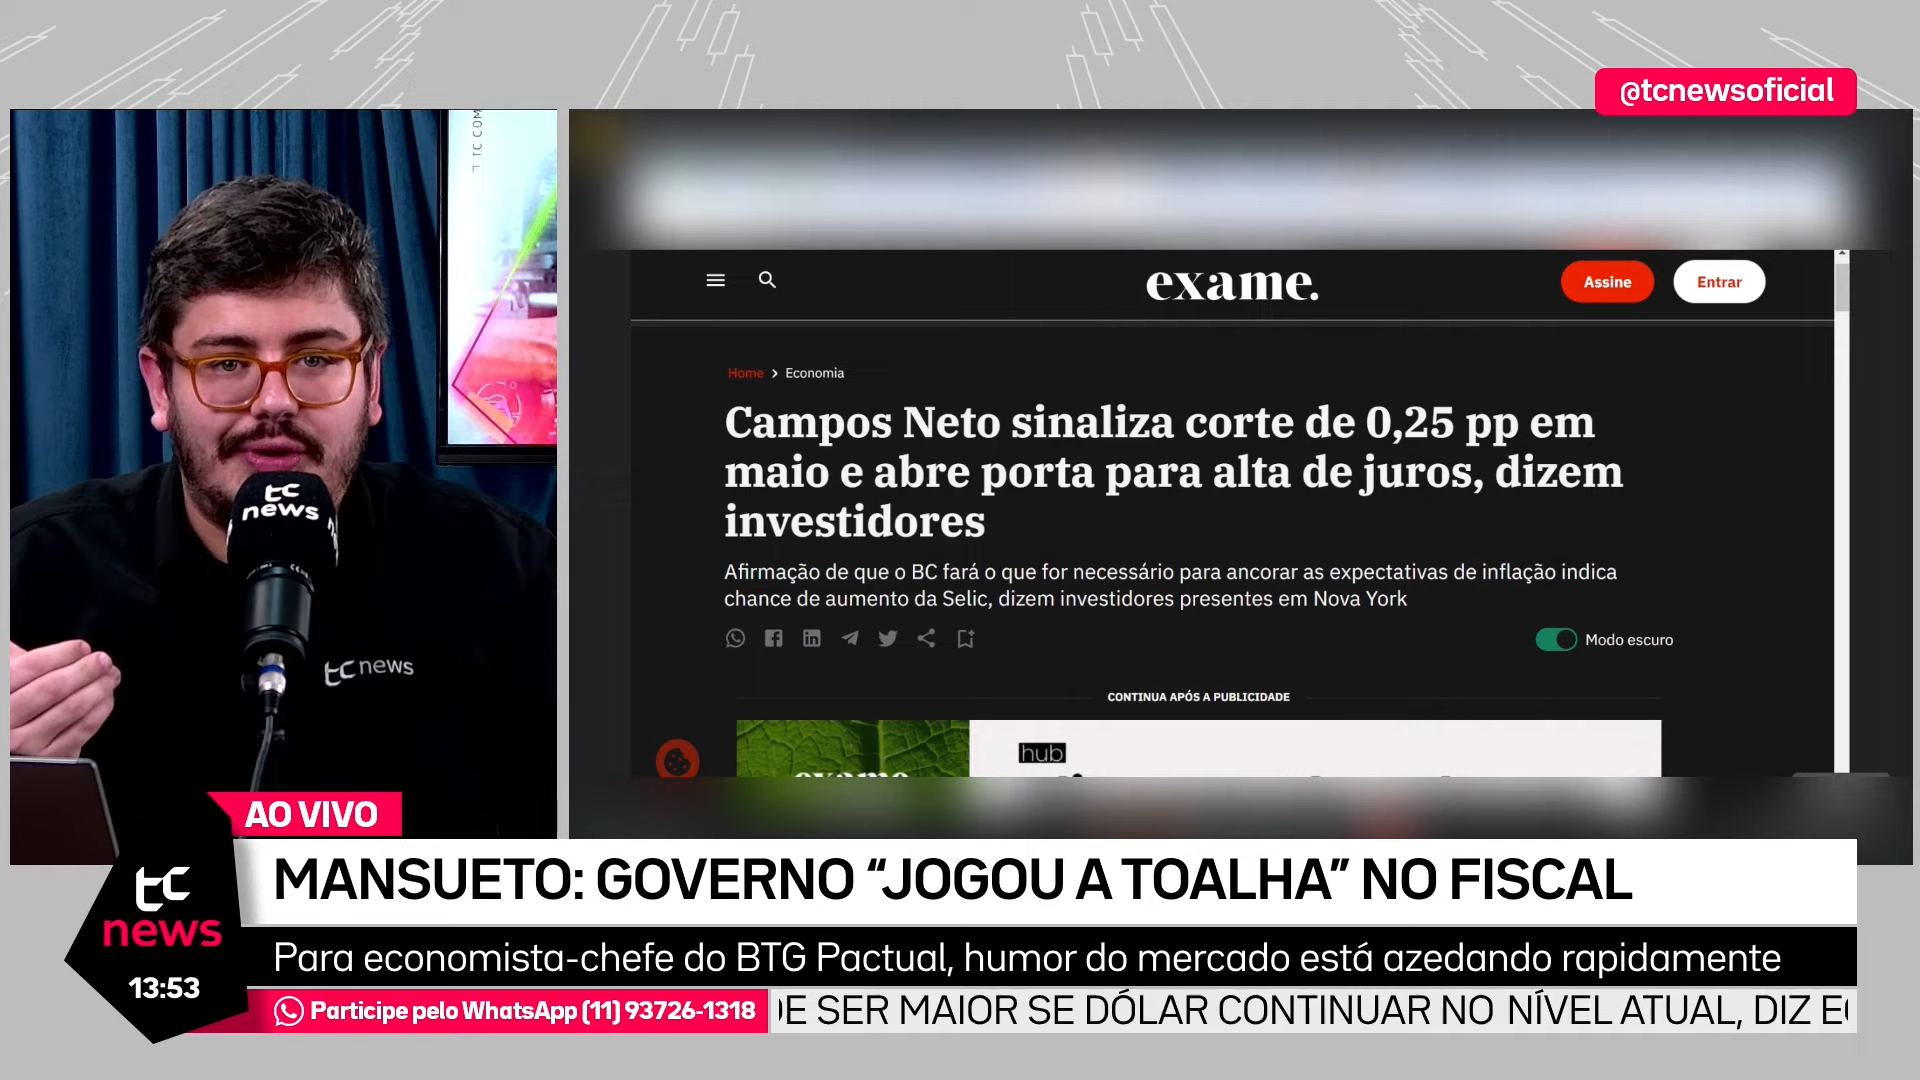 @tcnewsoficial
TC COM
exame.
Assine
Entrar
Home > Economia
Campos Neto sinaliza corte de 0,25 pp em
maio e abre porta para alta de juros, dizem
investidores
Afirmação de que o BC fará o que for necessário para ancorar as expectativas de inflação indica
chance de aumento da Selic, dizem investidores presentes em Nova York
Modo escuro
CONTINUA APÓS A PUBLICIDADE
hub
exame
tc
news
tc news
AO VIVO
MANSUETO: GOVERNO “JOGOU A TOALHA” NO FISCAL
Para economista-chefe do BTG Pactual, humor do mercado está azedando rapidamente
tc
news
13:53
Participe pelo WhatsApp (11) 93726-1318
SER MAIOR SE DÓLAR CONTINUAR NO NÍVEL ATUAL, DIZ